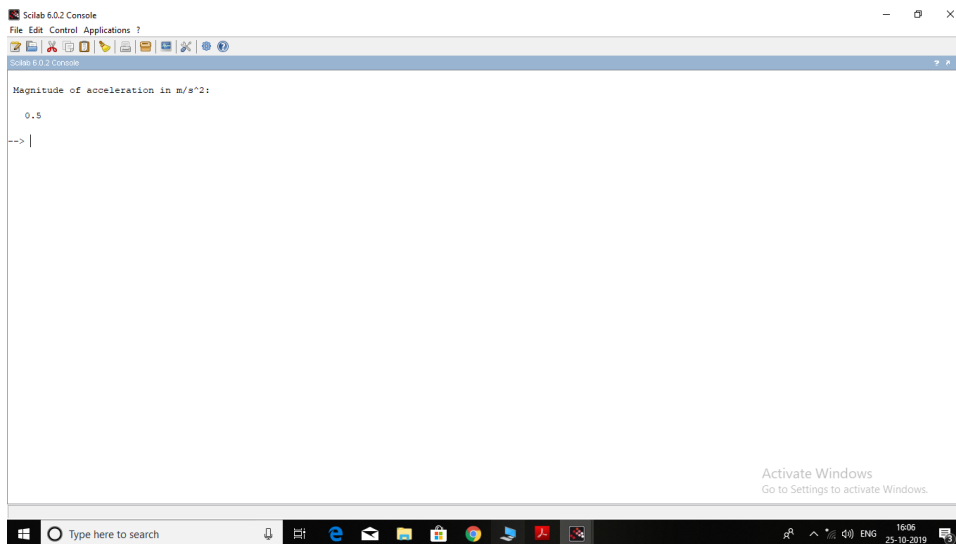 Scilab 6.0.2 Console
File Edit Control Applications ?
Scilab 6.0.2 Console
Magnitude of acceleration in m/s^2:
0.5
-->
Activate Windows
Go to Settings to activate Windows.
Type here to search
ENG
16:06
25-10-2019
3